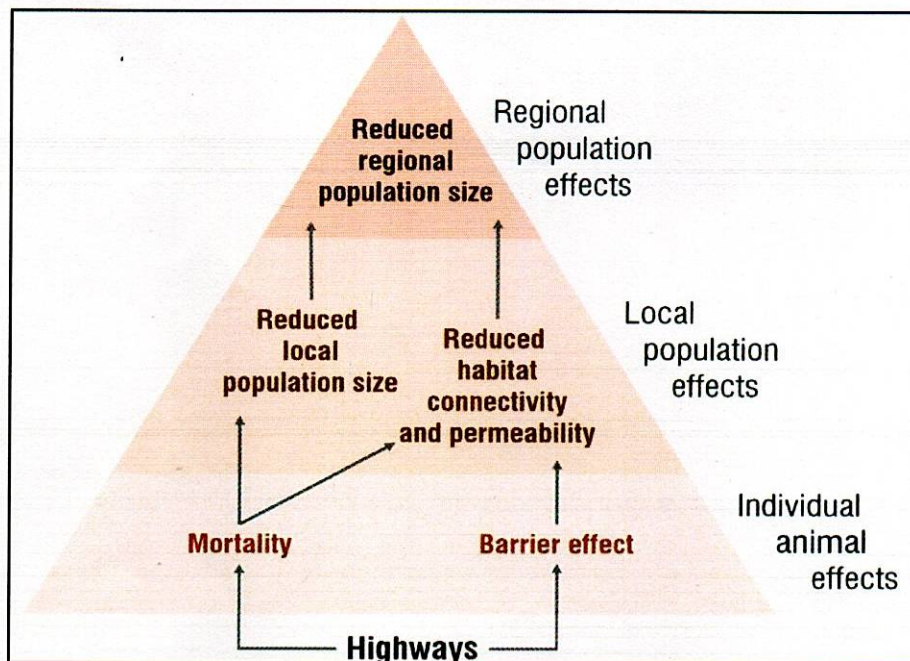 Reduced
regional
population size
Regional
population
effects
Reduced
local
population size
Reduced
habitat
connectivity
and permeability
Local
population
effects
Mortality
Barrier effect
Individual
animal
effects
Highways